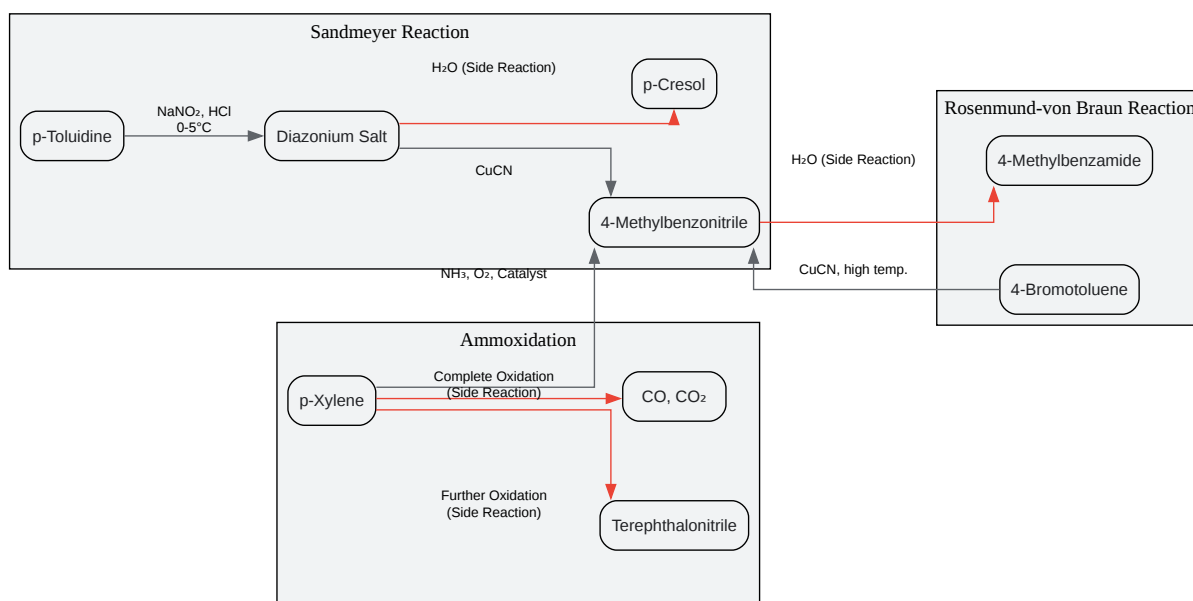 Sandmeyer Reaction
H₂O (Side Reaction)
p-Cresol
NaNO₂, HCl
0-5°C
p-Toluidine
Diazonium Salt
CuCN
4-Methylbenzonitrile
Rosenmund-von Braun Reaction
H₂O (Side Reaction)
4-Methylbenzamide
CuCN, high temp.
4-Bromotoluene
NH₃, O₂, Catalyst
Ammoxidation
p-Xylene
Complete Oxidation
(Side Reaction)
CO, CO₂
Further Oxidation
(Side Reaction)
Terephthalonitrile